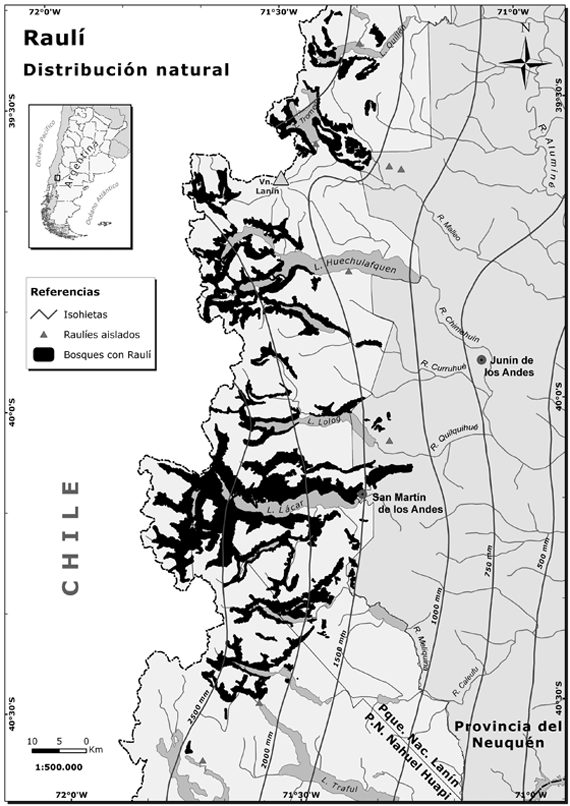 72°0'W
71°30'W
71°0'W
Raulí
Distribución natural
N
39°30'S
39°30'S
L. Quillén
L. Tromen
R. Aluminé
Océano Pacífico
Argentina
Océano Atlántico
Vn.
Lanín
R. Malleo
L. Huechulafquen
R. Chimehuin
Referencias
Isohietas
Raulíes aislados
Bosques con Raulí
Junín de
los Andes
R. Curruhué
40°0'S
40°0'S
L. Lolog
R. Quilquihué
CHILE
San Martín
de los Andes
L. Lácar
500 mm
750 mm
1000 mm
1500 mm
R. Meliquina
R. Caleufu
2500 mm
2000 mm
40°30'S
40°30'S
Pque. Nac. Lanín
P.N. Nahuel Huapi
Provincia del
Neuquén
10 5 0 10
Km
1:500.000
L. Traful
72°0'W
71°30'W
71°0'W